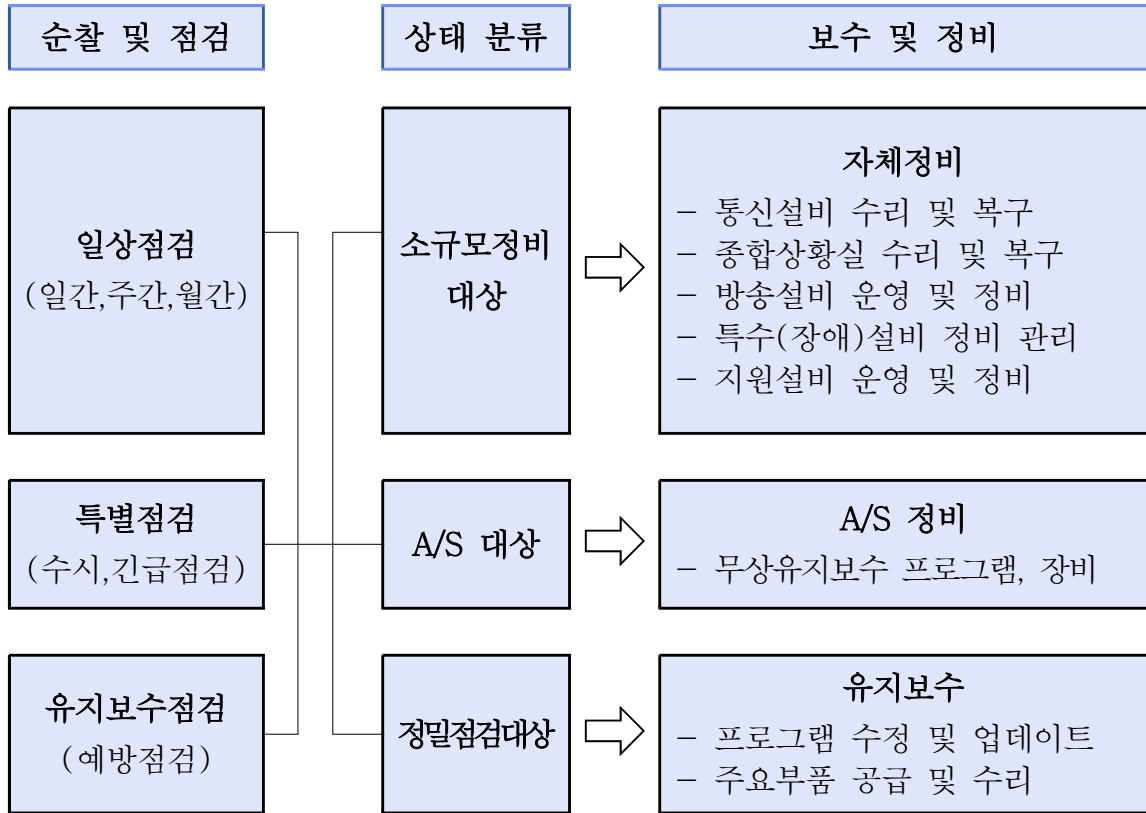 순찰 및 점검
상태 분류
보수 및 정비
일상점검
(일간,주간,월간)
소규모정비
대상
자체정비
- 통신설비 수리 및 복구
- 종합상황실 수리 및 복구
- 방송설비 운영 및 정비
- 특수(장애)설비 정비 관리
- 지원설비 운영 및 정비
특별점검
(수시,긴급점검)
A/S 대상
A/S 정비
- 무상유지보수 프로그램, 장비
유지보수점검
(예방점검)
정밀점검대상
유지보수
- 프로그램 수정 및 업데이트
- 주요부품 공급 및 수리